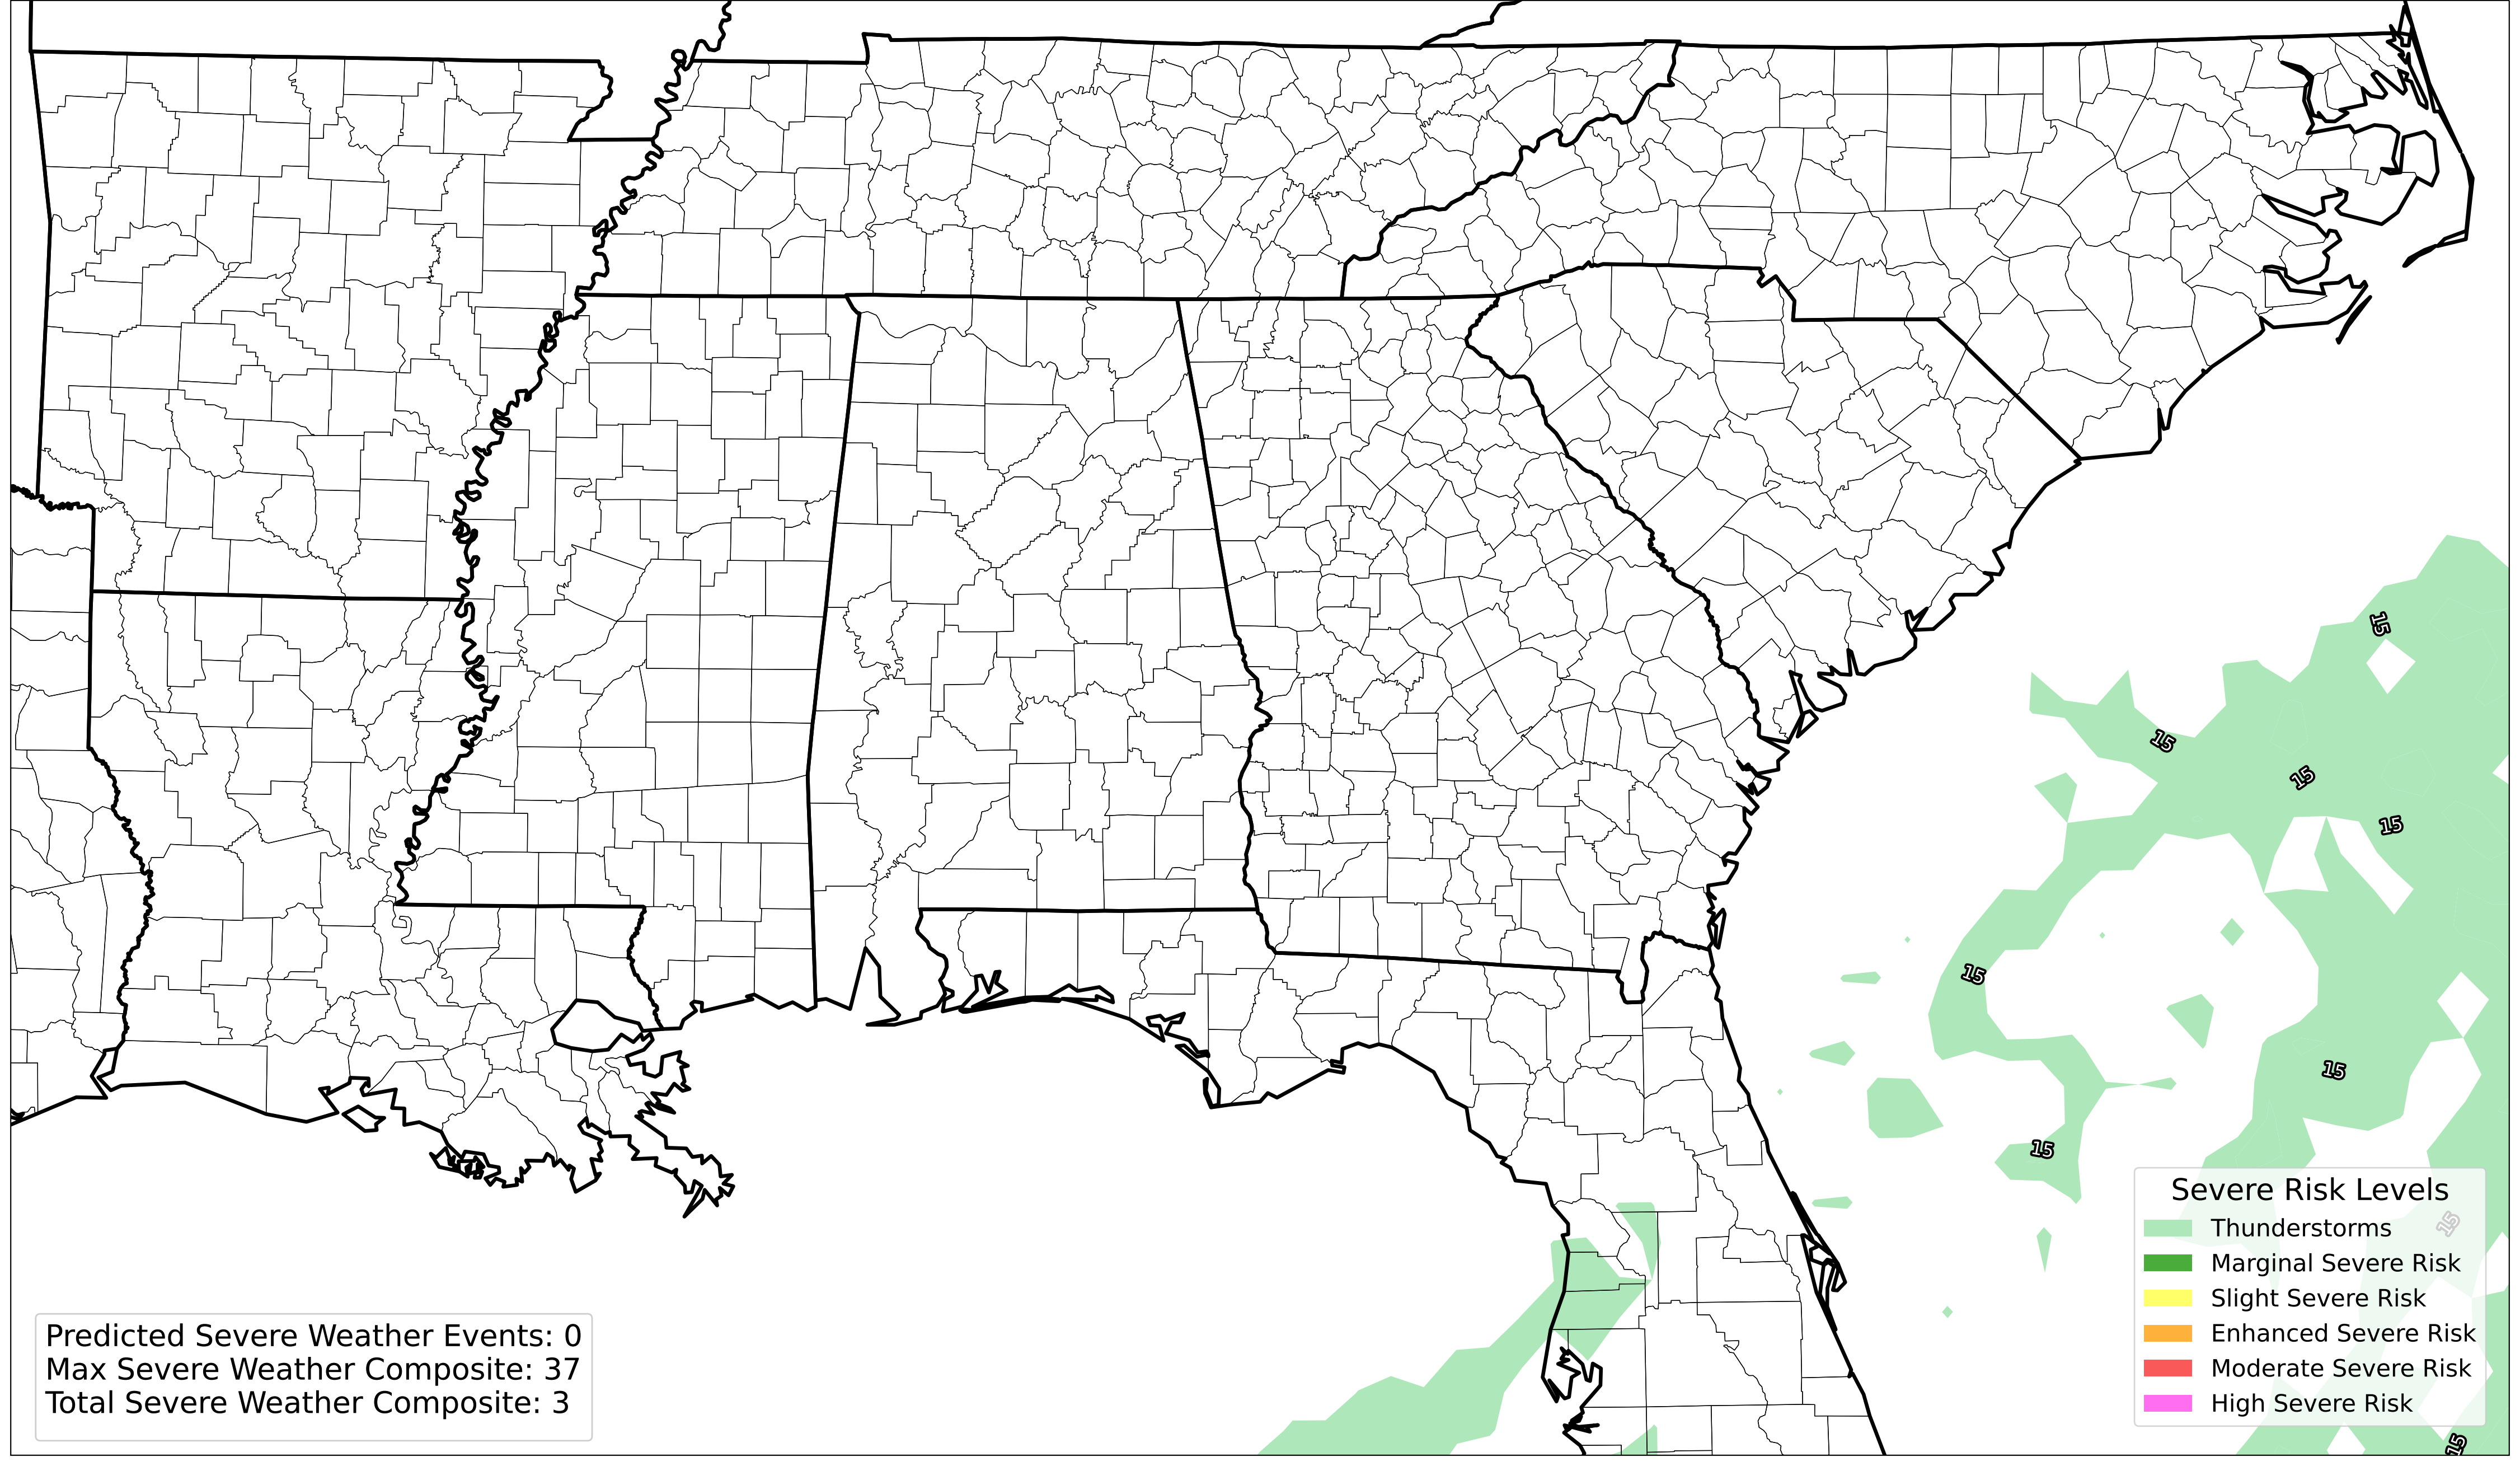 15
15
15
15
15
15
15
Severe Risk Levels
Thunderstorms
15
Marginal Severe Risk
Slight Severe Risk
Enhanced Severe Risk
Moderate Severe Risk
High Severe Risk
15
Predicted Severe Weather Events: 0
Max Severe Weather Composite: 37
Total Severe Weather Composite: 3